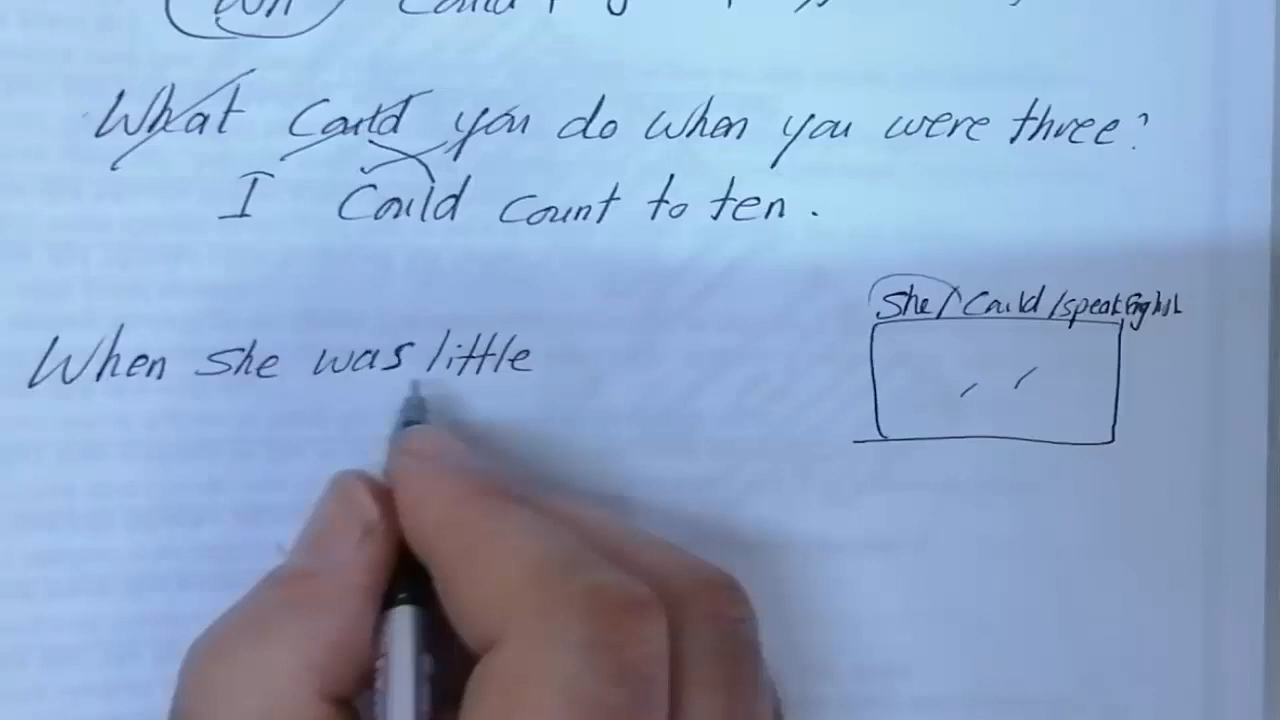 Could
What could you do when you were three?
I could count to ten.
She / Could / speak English
When she was little